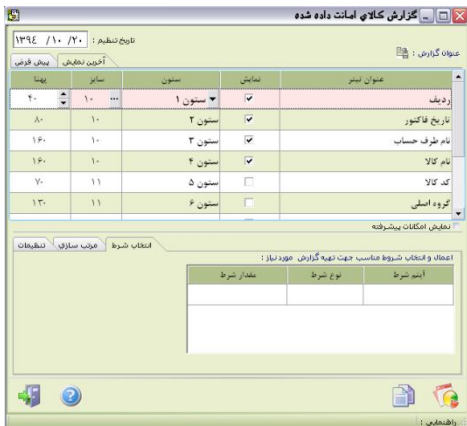 گزارش کالاي امانت داده شده
تاریخ تنظیم : ۱۳۹٤ /۱۰ /۲۰
عنوان گزارش :
آخرین نمایش پیش فرض
عنوان تیتر نمایش ستون سایز پهنا
ردیف ستون ۱ ۱۰ ۴۰
تاریخ فاکتور ستون ۲ ۱۰ ۸۰
نام طرف حساب ستون ۳ ۱۰ ۱۶۰
نام کالا ستون ۴ ۱۰ ۱۶۰
کد کالا ستون ۵ ۱۱ ۷۰
گروه اصلی ستون ۶ ۱۱ ۱۳۰
نمایش امکانات پیشرفته
انتخاب شرط مرتب سازی تنظیمات
اعمال و انتخاب شروط مناسب جهت تهیه گزارش مورد نیاز :
آیتم شرط نوع شرط مقدار شرط
راهنمایی :